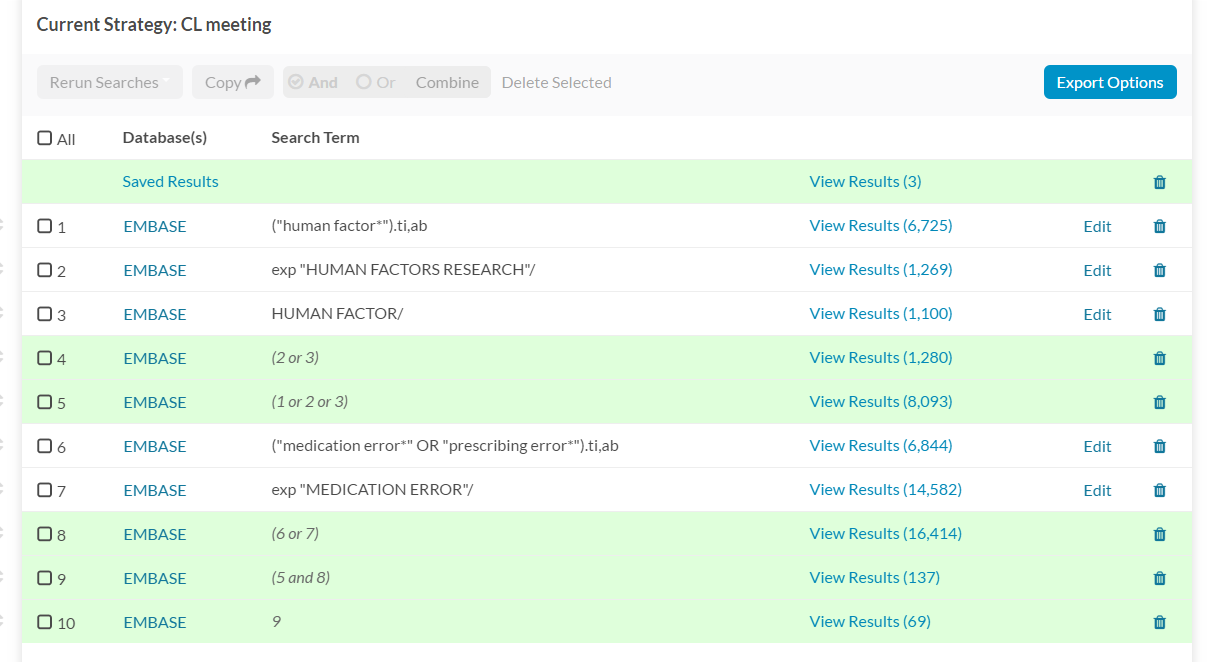 Current Strategy: CL meeting
Rerun Searches Copy And Or Combine Delete Selected Export Options
All Database(s) Search Term
Saved Results View Results (3)
1 EMBASE ("human factor*").ti,ab View Results (6,725) Edit
2 EMBASE exp "HUMAN FACTORS RESEARCH"/ View Results (1,269) Edit
3 EMBASE HUMAN FACTOR/ View Results (1,100) Edit
4 EMBASE (2 or 3) View Results (1,280)
5 EMBASE (1 or 2 or 3) View Results (8,093)
6 EMBASE ("medication error*" OR "prescribing error*").ti,ab View Results (6,844) Edit
7 EMBASE exp "MEDICATION ERROR"/ View Results (14,582) Edit
8 EMBASE (6 or 7) View Results (16,414)
9 EMBASE (5 and 8) View Results (137)
10 EMBASE 9 View Results (69)